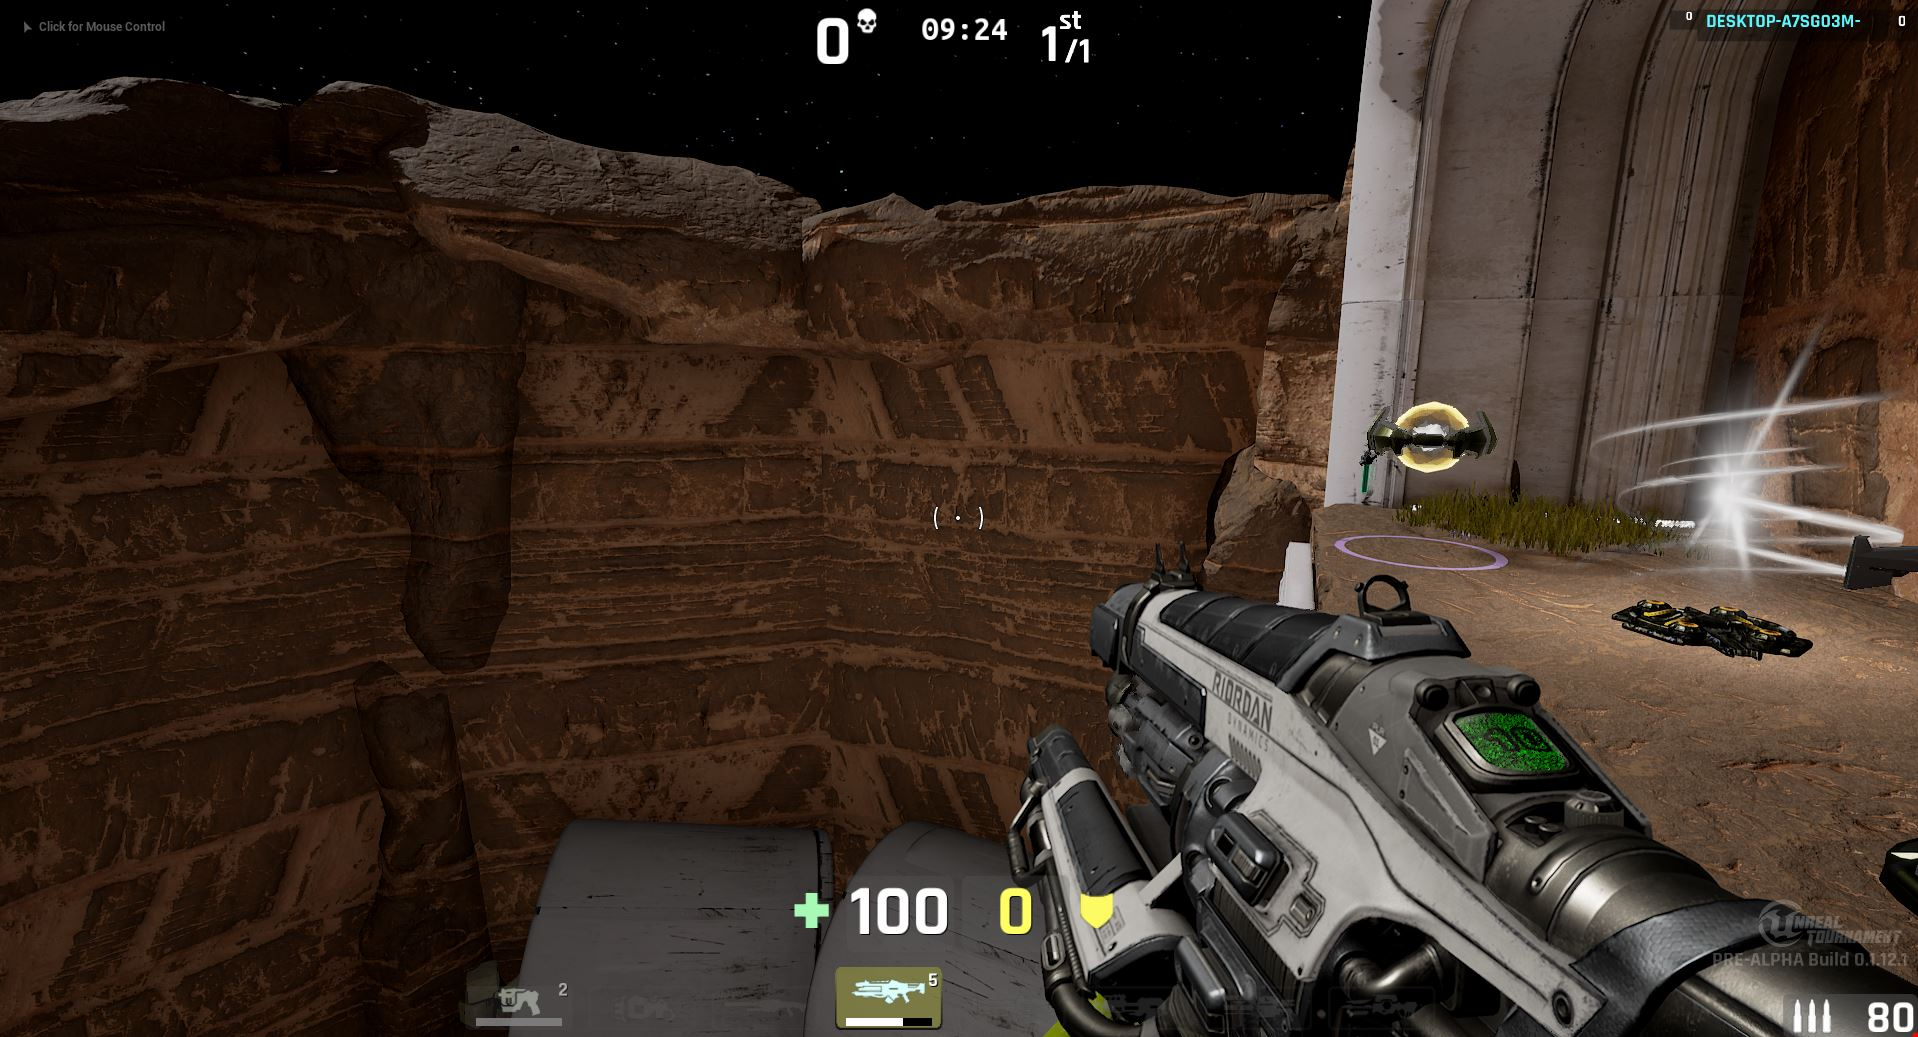 Click for Mouse Control
0
09:24
1st/1
0 DESKTOP-A7SGO3M- 0
RIORDAN
DYNAMICS
100
0
2
5
UNREAL
TOURNAMENT
PRE-ALPHA Build 0.1.12.1
80